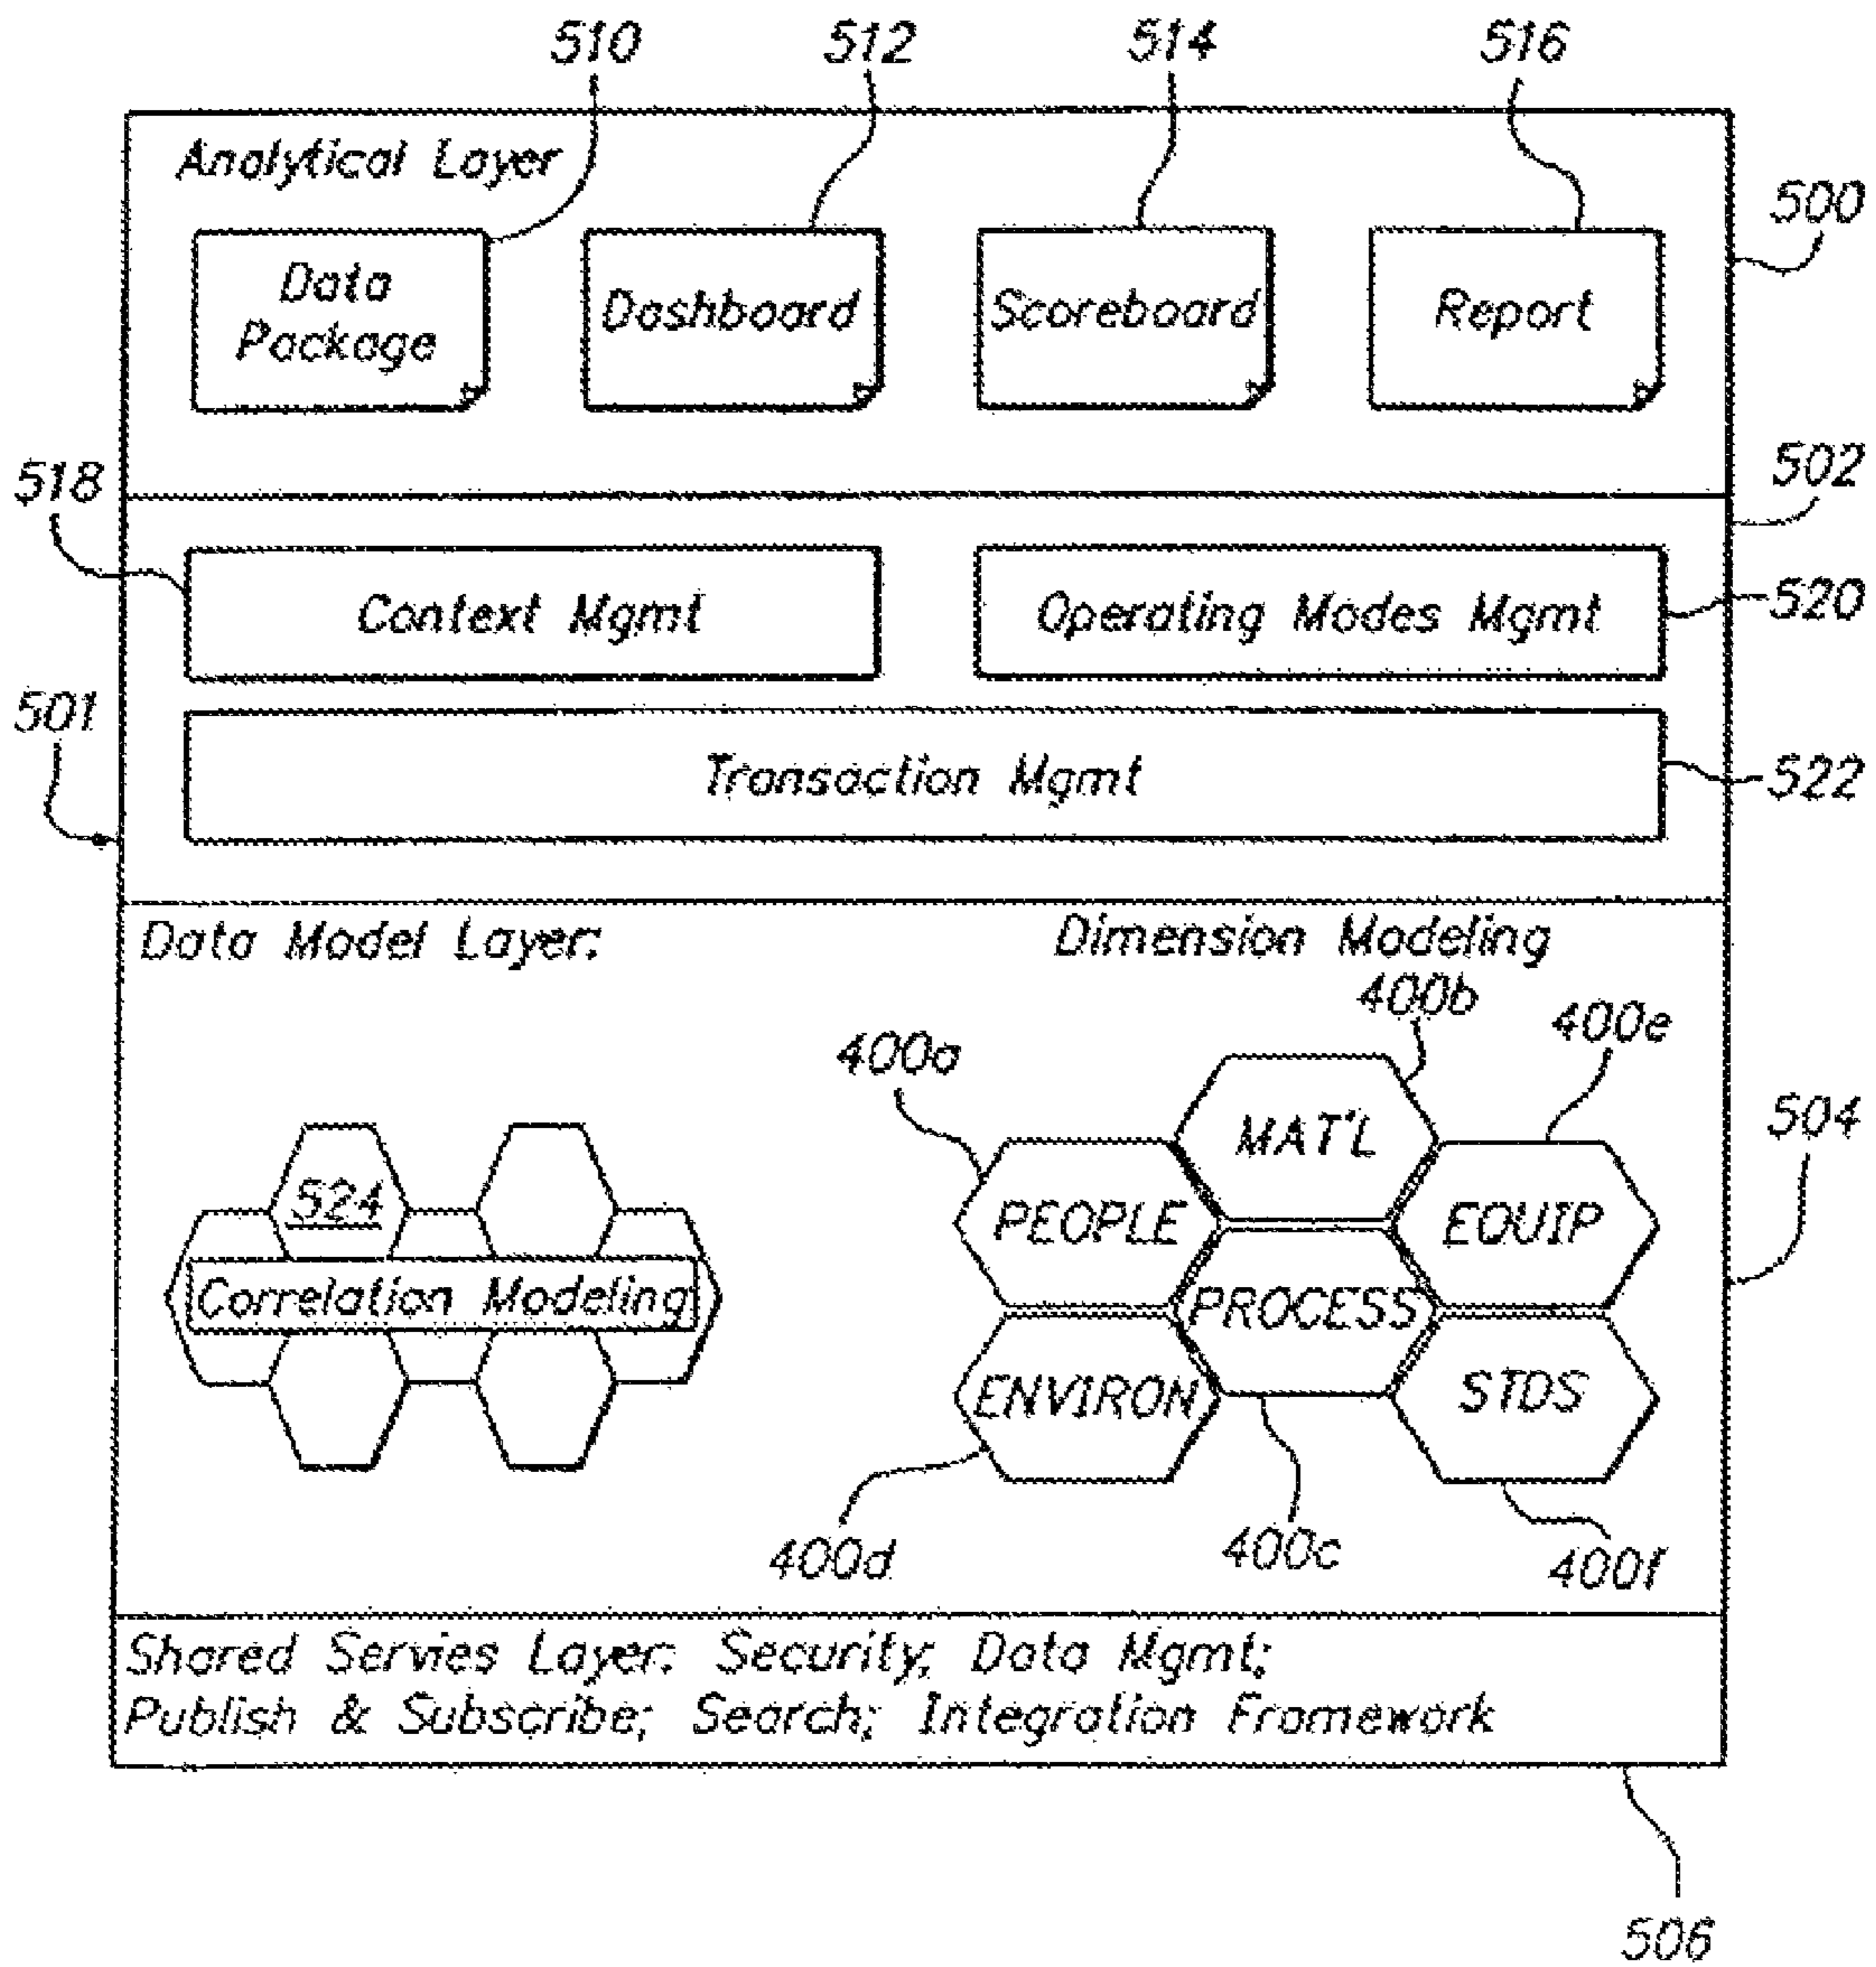 510
512
514
516
Analytical Layer
500
Data
Package
Dashboard
Scoreboard
Report
518
502
Context Mgmt
Operating Modes Mgmt
520
501
Transaction Mgmt
522
Data Model Layer:
Dimension Modeling
400b
400e
400a
504
MAT'L
524
PEOPLE
EQUIP
Correlation Modeling
PROCESS
ENVIRON
STDS
400d
400c
400f
Shared Servies Layer: Security; Data Mgmt;
Publish & Subscribe; Search; Integration Framework
506